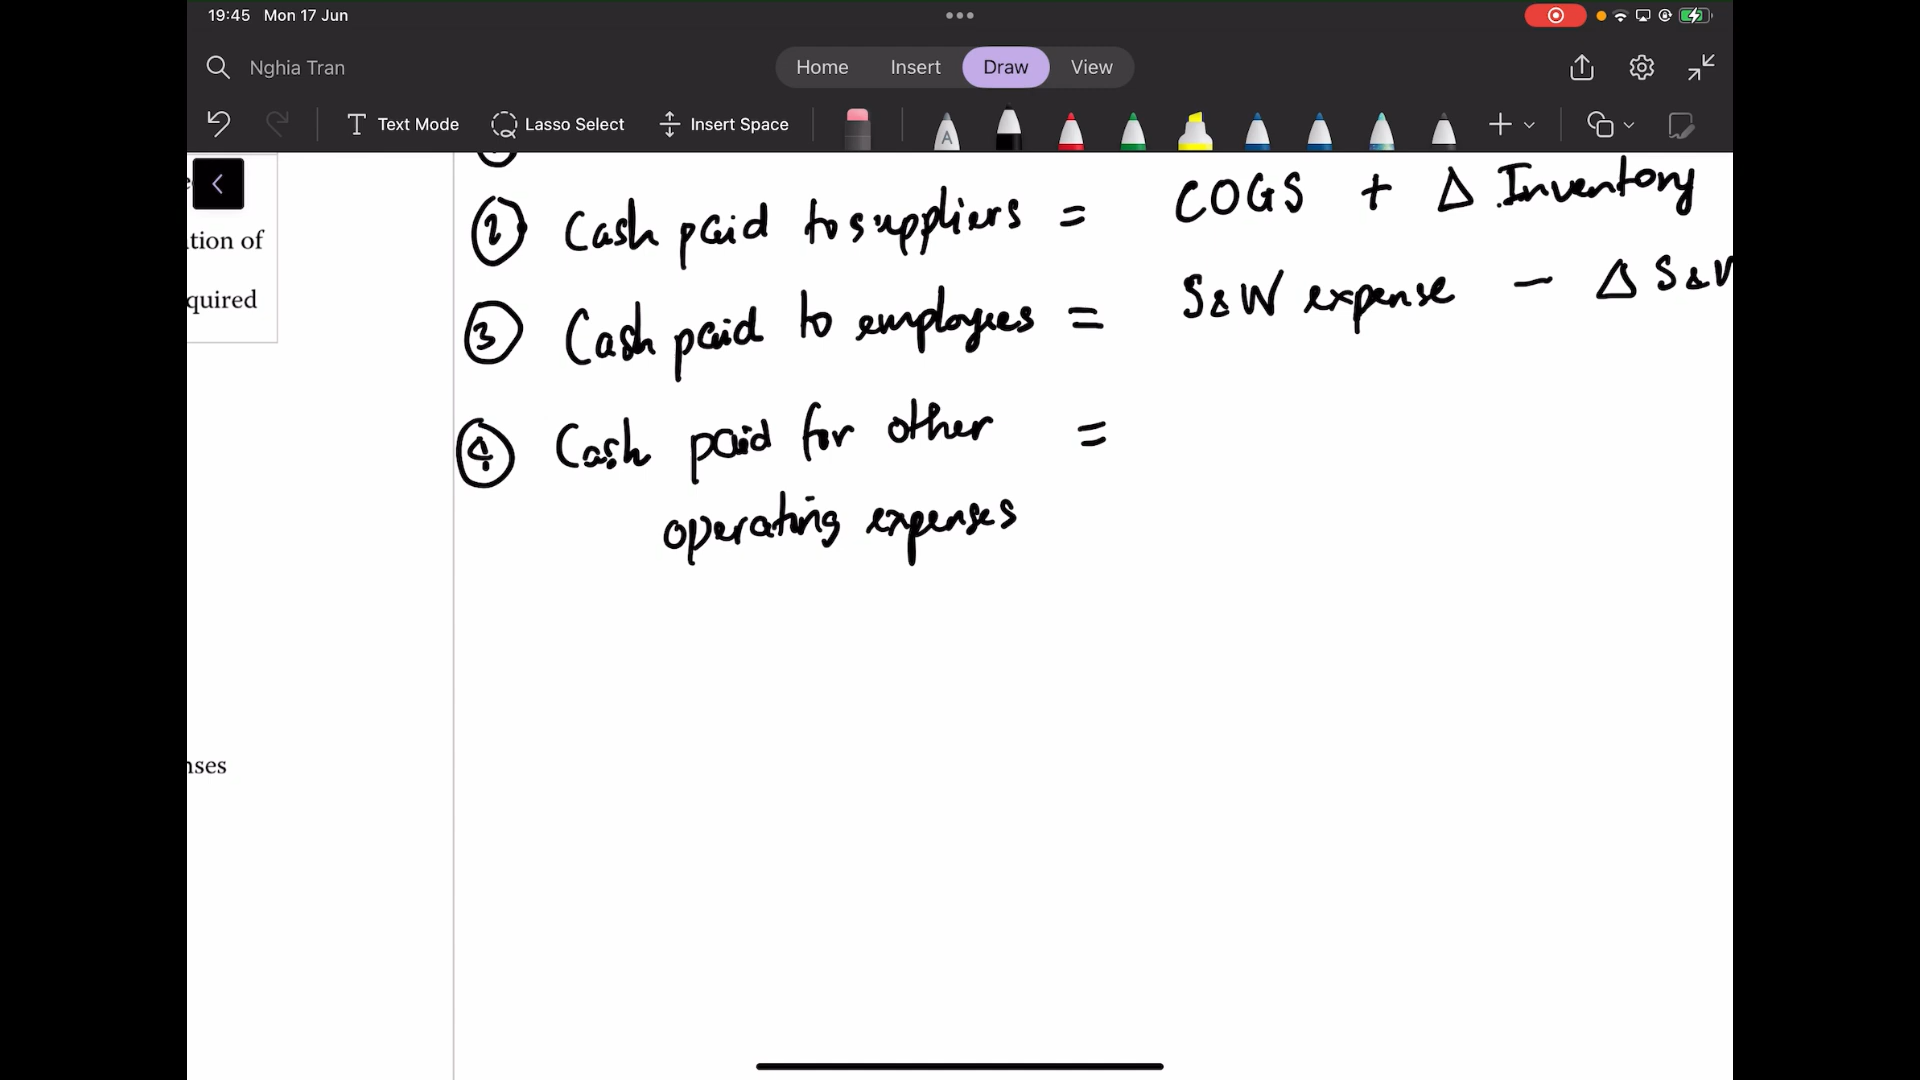 19:45 Mon 17 Jun
Nghia Tran
Home Insert Draw View
Text Mode Lasso Select Insert Space
A
tion of
quired
nses
② Cash paid to suppliers = COGS + Δ Inventory
③ Cash paid to employees = S&W expense - Δ S&W
④ Cash paid for other =
operating expenses